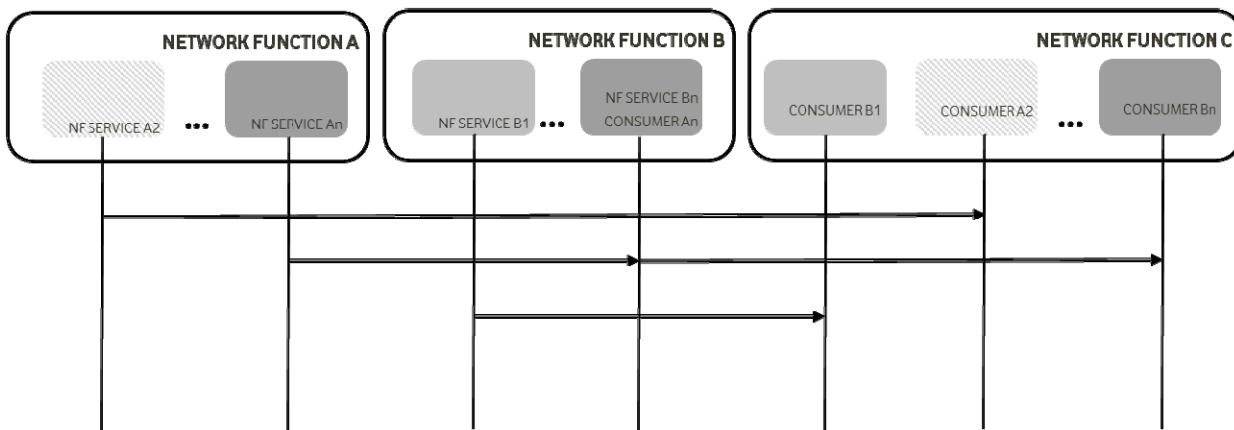 NETWORK FUNCTION A
NETWORK FUNCTION B
NETWORK FUNCTION C
NF SERVICE A2
...
NF SERVICE An
NF SERVICE B1
...
NF SERVICE Bn
CONSUMER An
CONSUMER B1
CONSUMER A2
...
CONSUMER Bn